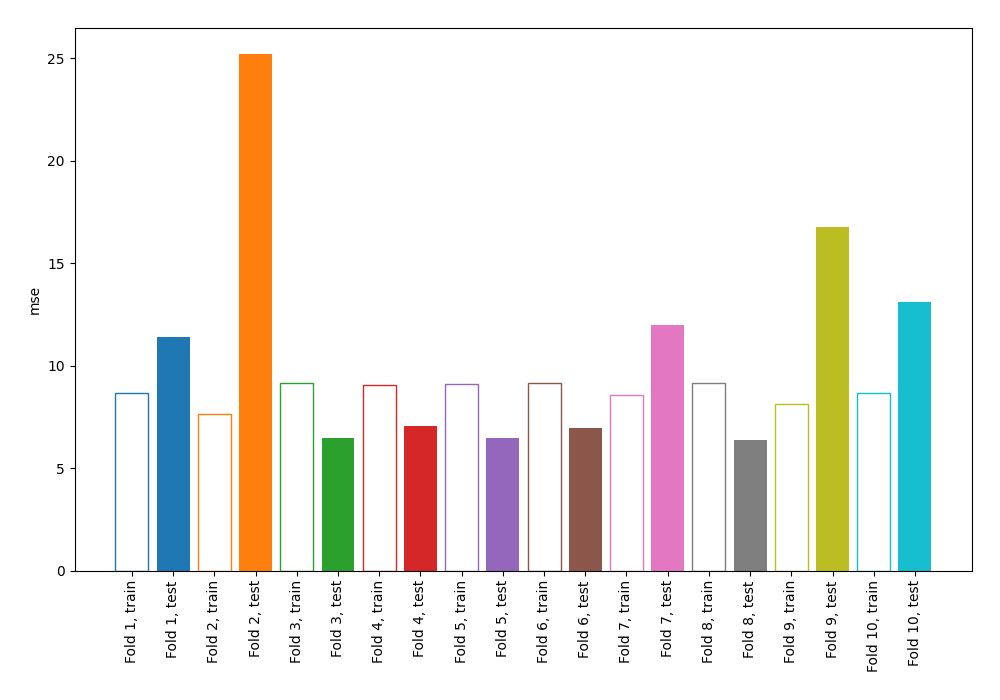 mse
25
20
15
10
5
0
Fold 1, train
Fold 1, test
Fold 2, train
Fold 2, test
Fold 3, train
Fold 3, test
Fold 4, train
Fold 4, test
Fold 5, train
Fold 5, test
Fold 6, train
Fold 6, test
Fold 7, train
Fold 7, test
Fold 8, train
Fold 8, test
Fold 9, train
Fold 9, test
Fold 10, train
Fold 10, test